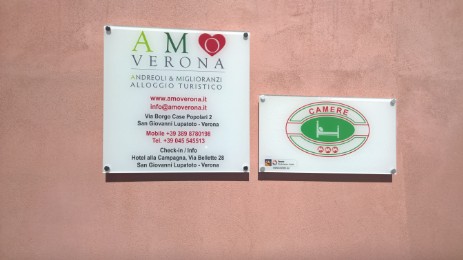 AMO
VERONA
ANDREOLI & MIGLIORANZI
ALLOGGIO TURISTICO
www.amoverona.it
info@amoverona.it
Via Borgo Case Popolari 2
San Giovanni Lupatoto - Verona
Mobile +39 389 8780198
Tel. +39 045 545513
Check-in / Info
Hotel alla Campagna, Via Bellette 28
San Giovanni Lupatoto - Verona
CAMERE